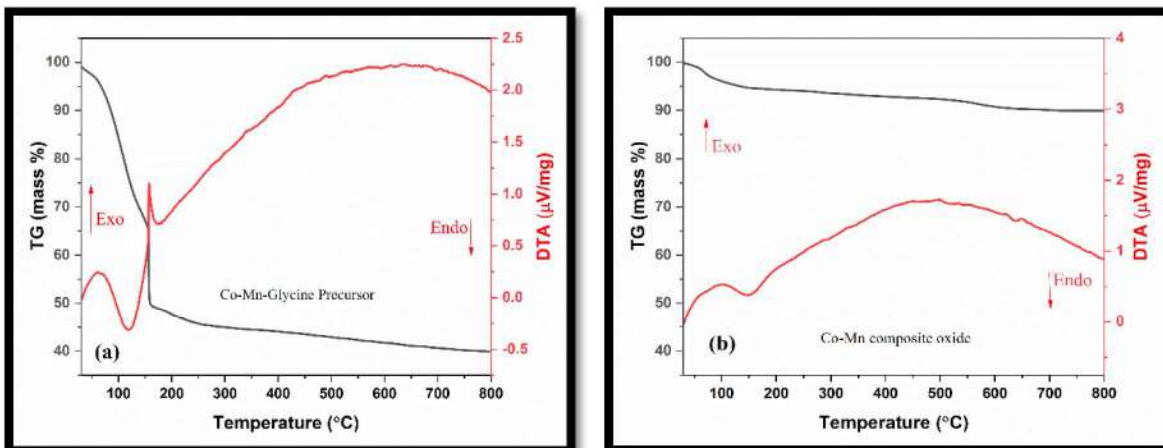 100
90
80
70
60
50
40
TG (mass %)
Exo
Endo
Co-Mn-Glycine Precursor
(a)
2.5
2.0
1.5
1.0
0.5
0.0
-0.5
DTA (µV/mg)
100 200 300 400 500 600 700 800
Temperature (°C)
100
90
80
70
60
50
40
TG (mass %)
Exo
Endo
Co-Mn composite oxide
(b)
4
3
2
1
0
DTA (µV/mg)
100 200 300 400 500 600 700 800
Temperature (°C)